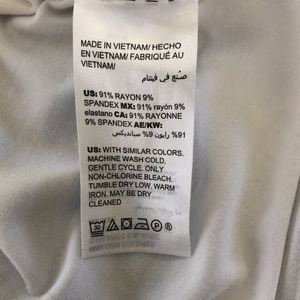 MADE IN VIETNAM/ HECHO
EN VIETNAM/ FABRIQUÉ AU
VIETNAM/
صنع في فيتنام
US: 91% RAYON 9%
SPANDEX MX: 91% rayón 9%
elastano CA: 91% RAYONNE
9% SPANDEX AE/KW:
91% رايون 9% سباندیکس
US: WITH SIMILAR COLORS.
MACHINE WASH COLD,
GENTLE CYCLE. ONLY
NON-CHLORINE BLEACH.
TUMBLE DRY LOW, WARM
IRON. MAY BE DRY
CLEANED
30